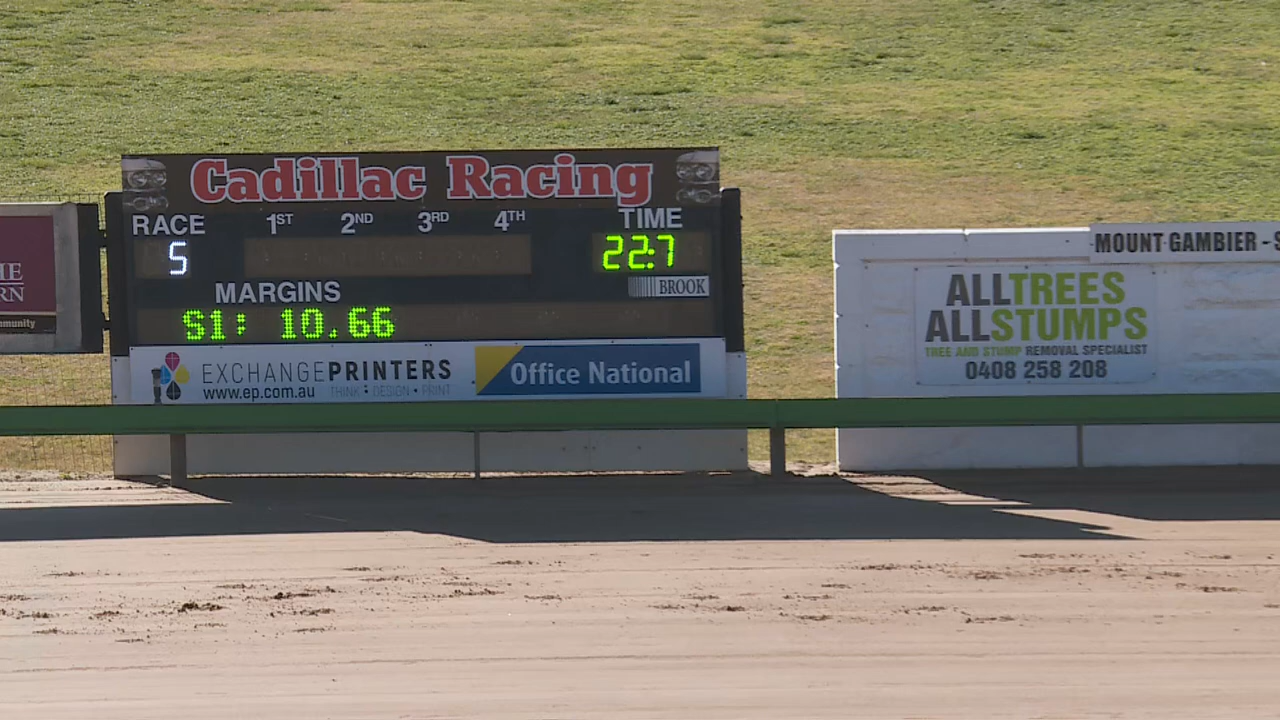 Cadillac Racing
RACE 1ST 2ND 3RD 4TH TIME
5 22:7
MARGINS BROOK
S1: 10.66
EXCHANGEPRINTERS
www.ep.com.au THINK : DESIGN • PRINT
Office National
MOUNT GAMBIER -
ALLTREES
ALLSTUMPS
TREE AND STUMP REMOVAL SPECIALIST
0408 258 208